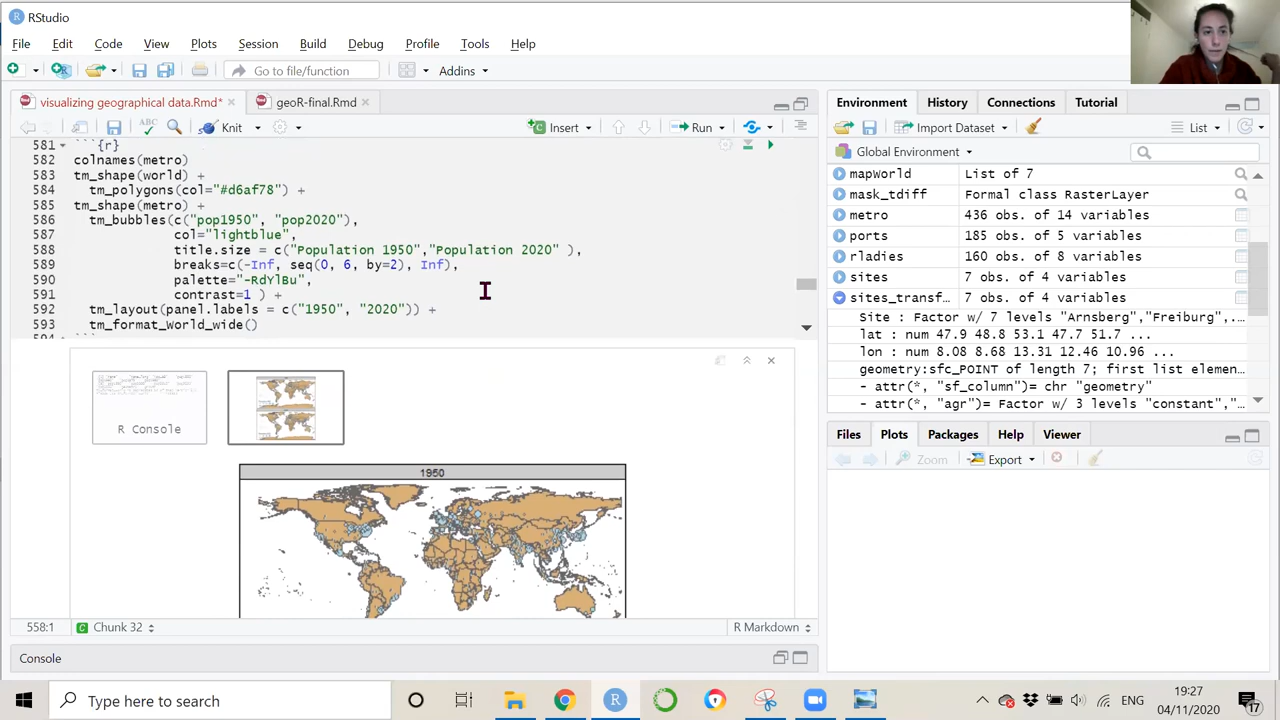 RStudio
File Edit Code View Plots Session Build Debug Profile Tools Help
Go to file/function Addins
visualizing geographical data.Rmd* geoR-final.Rmd
ABC Knit Insert Run
581 ```{r}
582 colnames(metro)
583 tm_shape(world) +
584 tm_polygons(col="#d6af78") +
585 tm_shape(metro) +
586 tm_bubbles(c("pop1950", "pop2020"),
587 col="lightblue",
588 title.size = c("Population 1950","Population 2020" ),
589 breaks=c(-Inf, seq(0, 6, by=2), Inf),
590 palette="-RdYlBu",
591 contrast=1 ) +
592 tm_layout(panel.labels = c("1950", "2020")) +
593 tm_format_World_wide()
R Console
1950
558:1 Chunk 32 R Markdown
Console
Environment History Connections Tutorial
Import Dataset List
Global Environment
mapWorld List of 7
mask_tdiff Formal class RasterLayer
metro 436 obs. of 14 variables
ports 185 obs. of 5 variables
rladies 160 obs. of 8 variables
sites 7 obs. of 4 variables
sites_transf… 7 obs. of 4 variables
Site : Factor w/ 7 levels "Arnsberg","Freiburg",..
lat : num 47.9 48.8 53.1 47.7 51.7 ...
lon : num 8.08 8.68 13.31 12.46 10.96 ...
geometry:sfc_POINT of length 7; first list elemen…
- attr(*, "sf_column")= chr "geometry"
- attr(*, "agr")= Factor w/ 3 levels "constant","…
Files Plots Packages Help Viewer
Zoom Export
Type here to search
ENG
19:27
04/11/2020
17